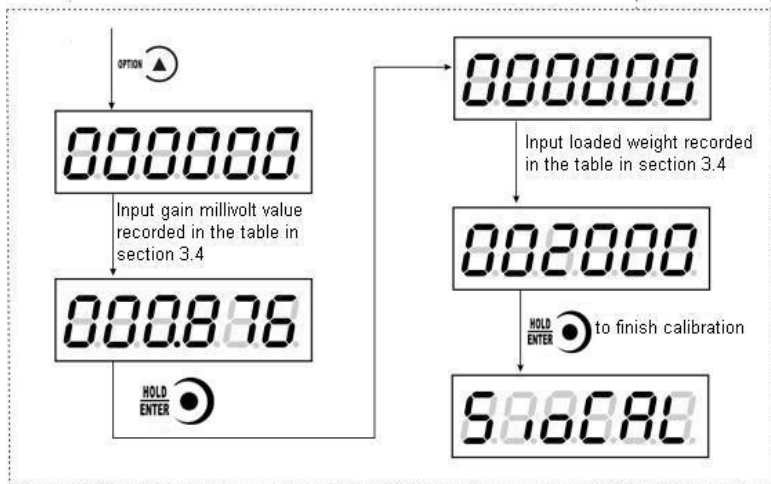 OPTION
000000
Input gain millivolt value
recorded in the table in
section 3.4
000.876
HOLD
ENTER
000000
Input loaded weight recorded
in the table in section 3.4
002000
HOLD
ENTER
to finish calibration
SioCAL